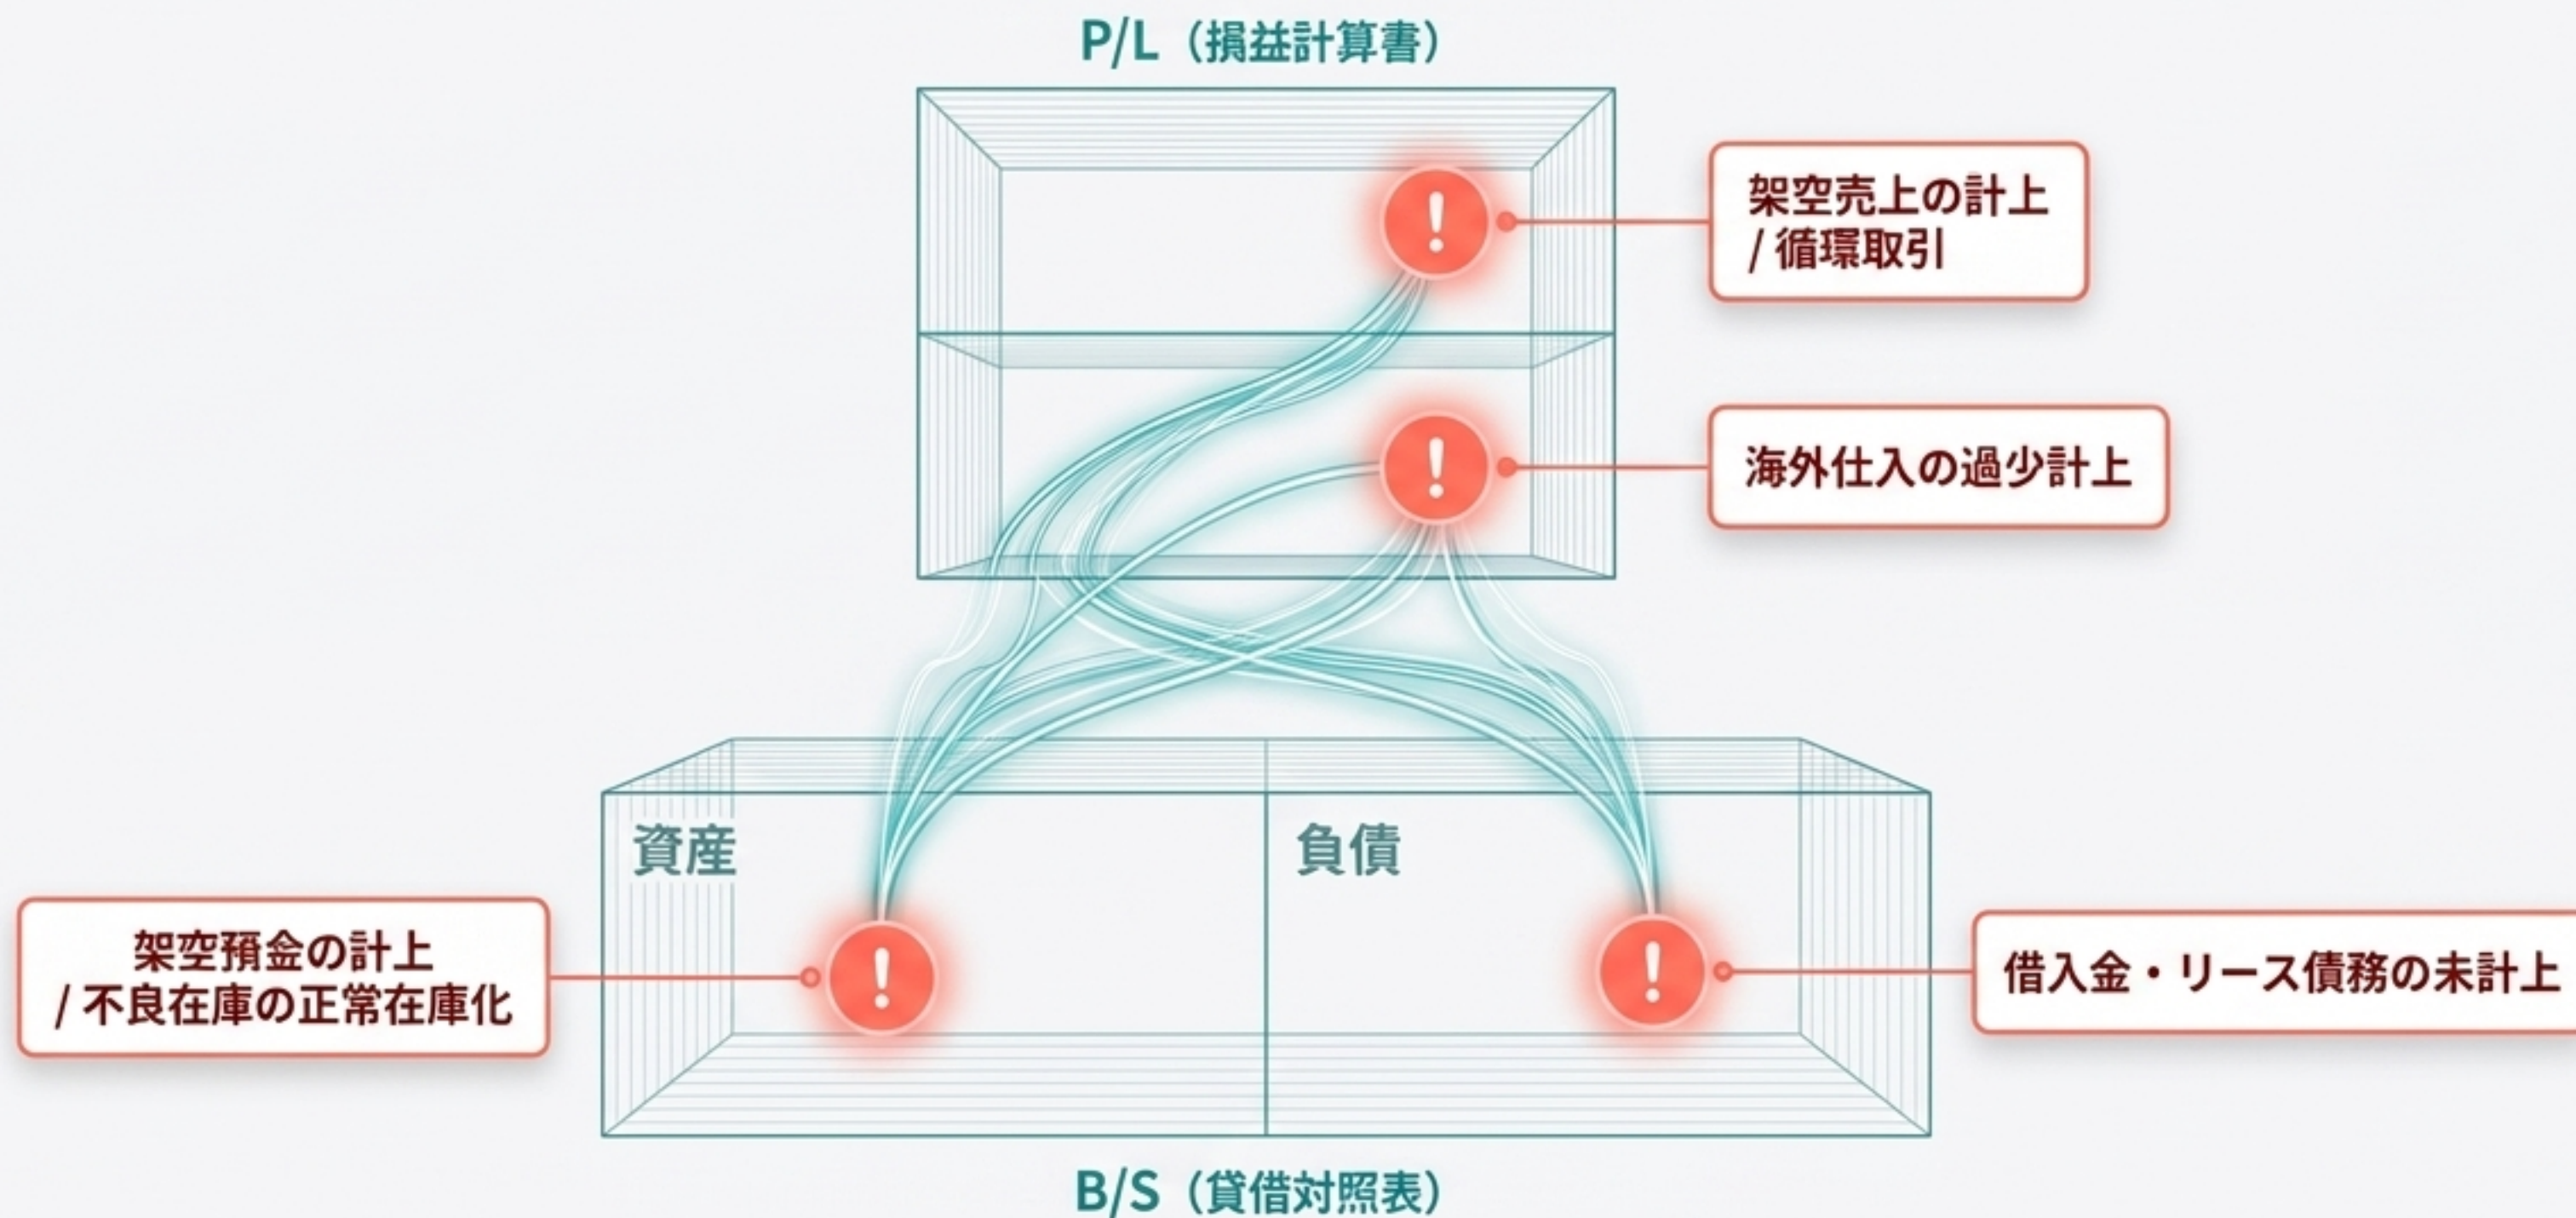 P/L（損益計算書）
架空売上の計上
/ 循環取引
海外仕入の過少計上
資産
負債
架空預金の計上
/ 不良在庫の正常在庫化
借入金・リース債務の未計上
B/S（貸借対照表）